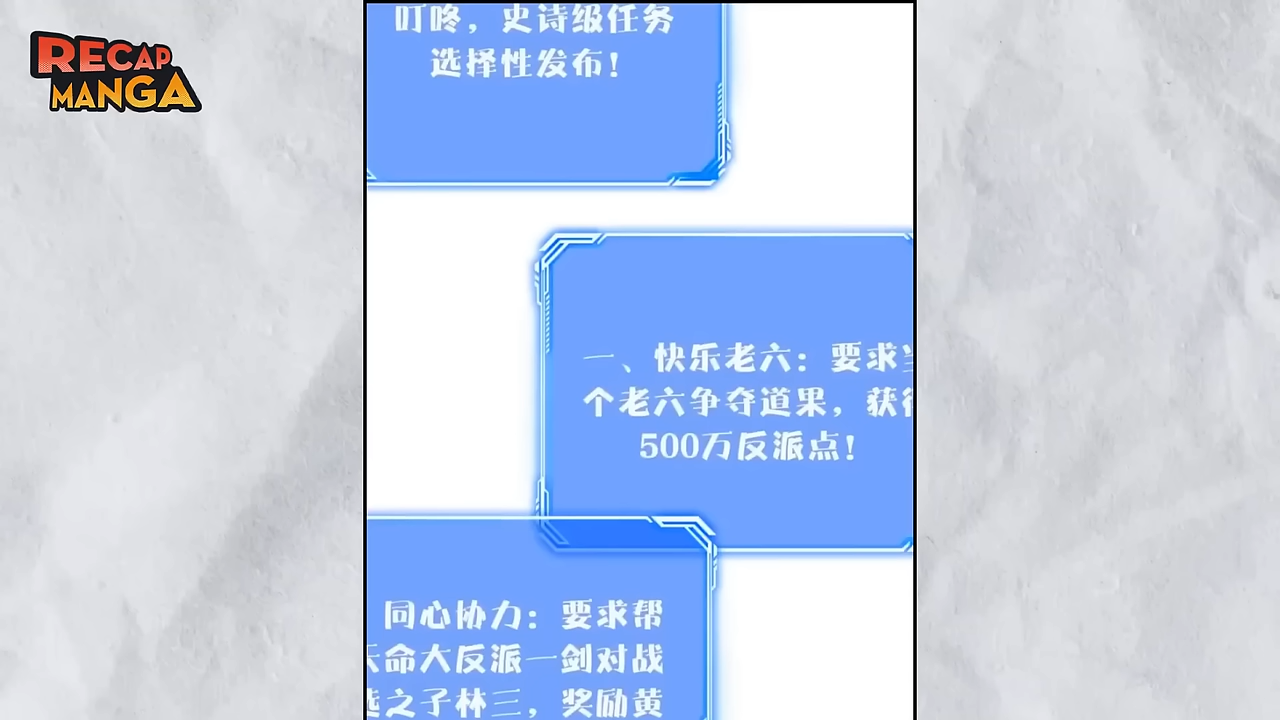 RECAP
MANGA
叮咚，史诗级任务
选择性发布！
一、快乐老六：要求
个老六争夺道果，获
500万反派点！
同心协力：要求帮
命大反派一剑对战
之子林三，奖励黄